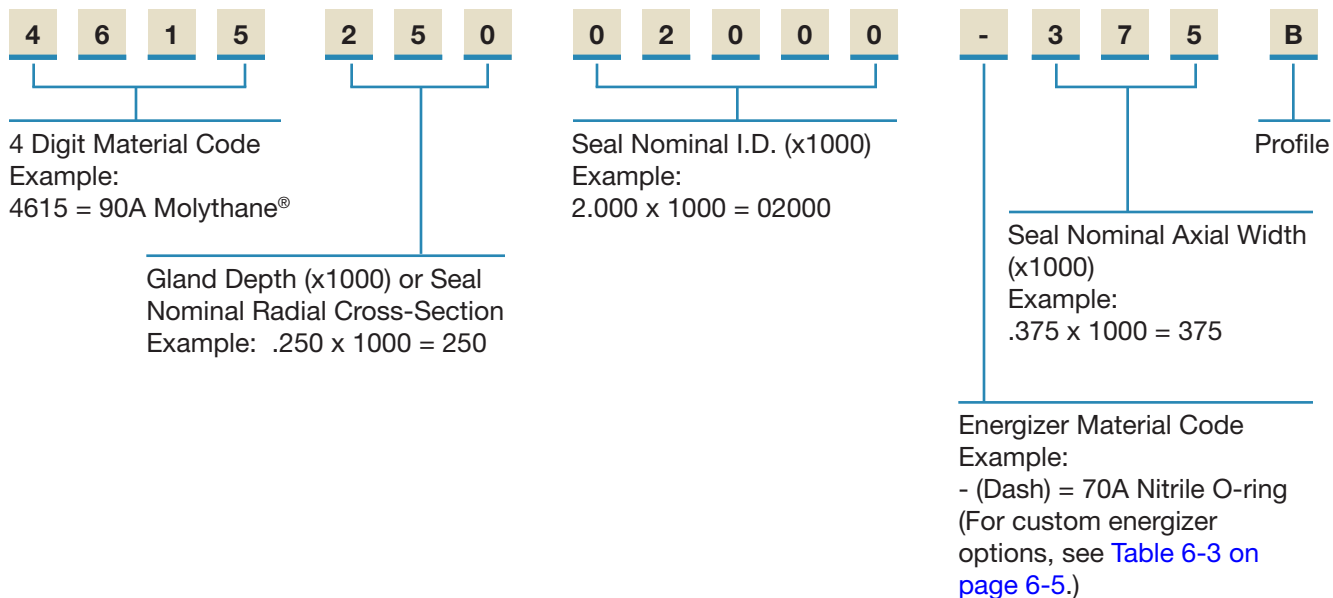 4 6 1 5 2 5 0 0 2 0 0 0 - 3 7 5 B
4 Digit Material Code
Example:
4615 = 90A Molythane®
Gland Depth (x1000) or Seal
Nominal Radial Cross-Section
Example: .250 x 1000 = 250
Seal Nominal I.D. (x1000)
Example:
2.000 x 1000 = 02000
Profile
Seal Nominal Axial Width
(x1000)
Example:
.375 x 1000 = 375
Energizer Material Code
Example:
- (Dash) = 70A Nitrile O-ring
(For custom energizer
options, see Table 6-3 on
page 6-5.)